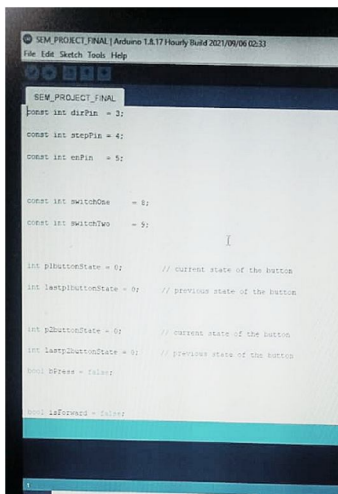 SEM_PROJECT_FINAL | Arduino 1.8.17 Hourly Build 2021/09/06 02:33
File Edit Sketch Tools Help
SEM_PROJECT_FINAL
const int dirPin = 3;
const int stepPin = 4;
const int enPin = 5;
const int switchOne = 8;
const int switchTwo = 9;
int p1buttonState = 0; // current state of the button
int lastp1buttonState = 0; // previous state of the button
int p2buttonState = 0; // current state of the button
int lastp2buttonState = 0; // previous state of the button
bool bPress = false;
bool isForward = false;
1